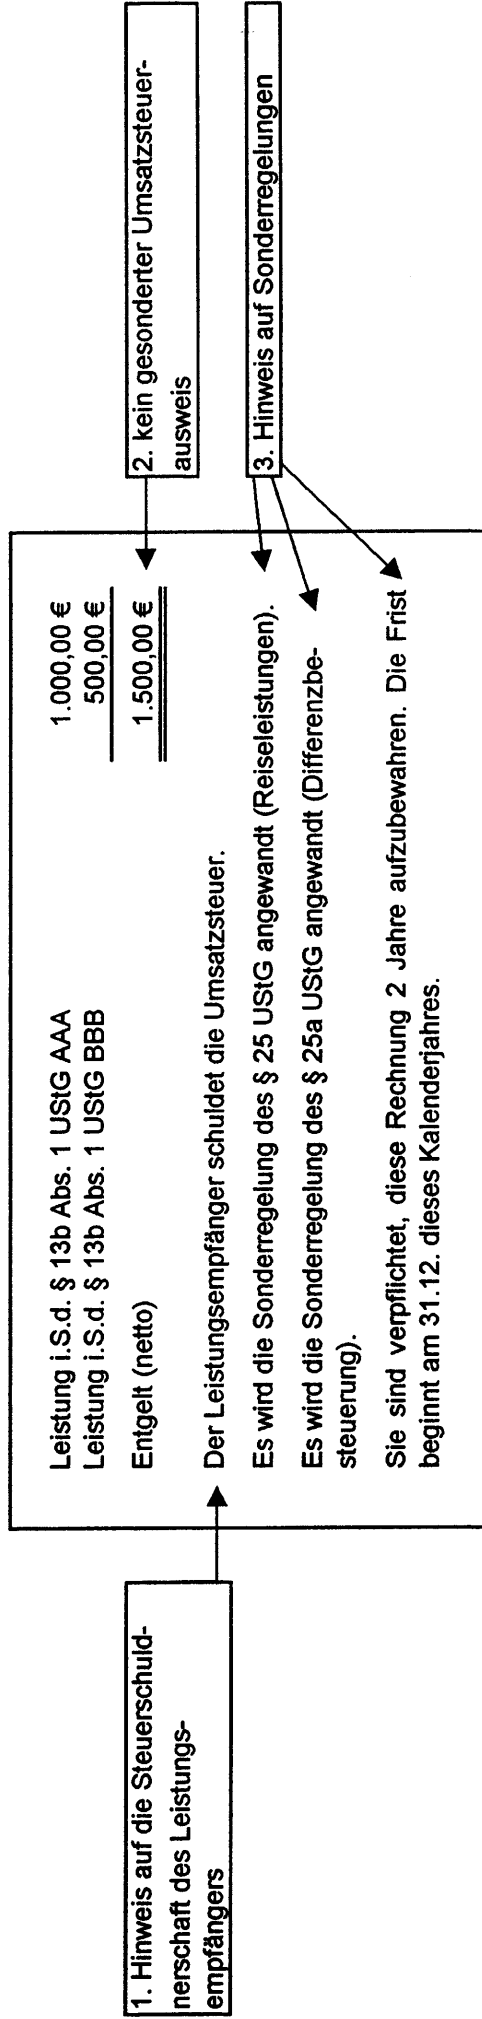 1. Hinweis auf die Steuerschuld-
nerschaft des Leistungs-
empfängers
Leistung i.S.d. § 13b Abs. 1 UStG AAA 1.000,00 €
Leistung i.S.d. § 13b Abs. 1 UStG BBB 500,00 €
Entgelt (netto) 1.500,00 €
Der Leistungsempfänger schuldet die Umsatzsteuer.
Es wird die Sonderregelung des § 25 UStG angewandt (Reiseleistungen).
Es wird die Sonderregelung des § 25a UStG angewandt (Differenzbe-
steuerung).
Sie sind verpflichtet, diese Rechnung 2 Jahre aufzubewahren. Die Frist
beginnt am 31.12. dieses Kalenderjahres.
2. kein gesonderter Umsatzsteuer-
ausweis
3. Hinweis auf Sonderregelungen